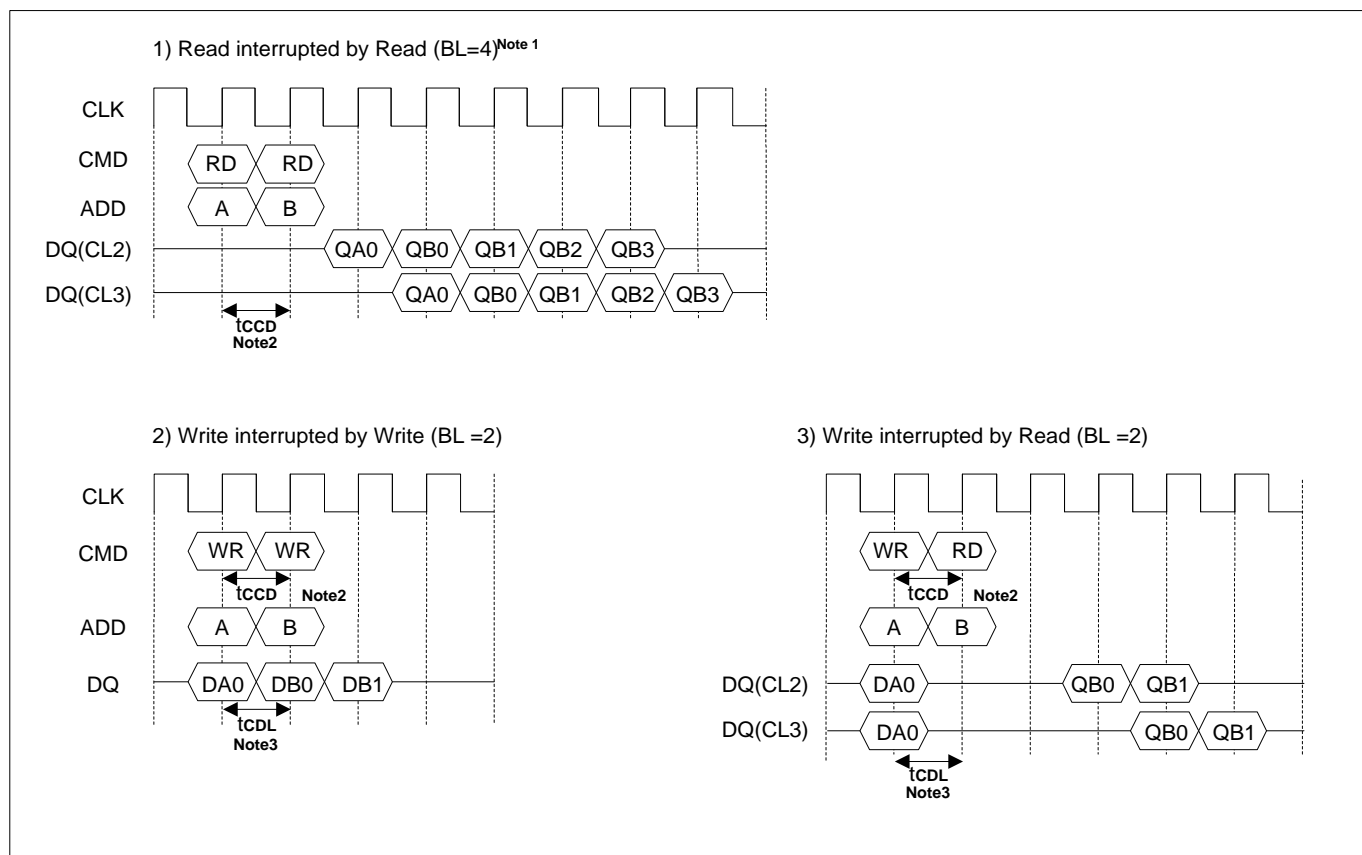 1) Read interrupted by Read (BL=4)Note 1
CLK
CMD RD RD
ADD A B
DQ(CL2) QA0 QB0 QB1 QB2 QB3
DQ(CL3) QA0 QB0 QB1 QB2 QB3
tCCD
Note2
2) Write interrupted by Write (BL =2)
CLK
CMD WR WR
tCCD Note2
ADD A B
DQ DA0 DB0 DB1
tCDL
Note3
3) Write interrupted by Read (BL =2)
WR RD
tCCD Note2
A B
DQ(CL2) DA0 QB0 QB1
DQ(CL3) DA0 QB0 QB1
tCDL
Note3